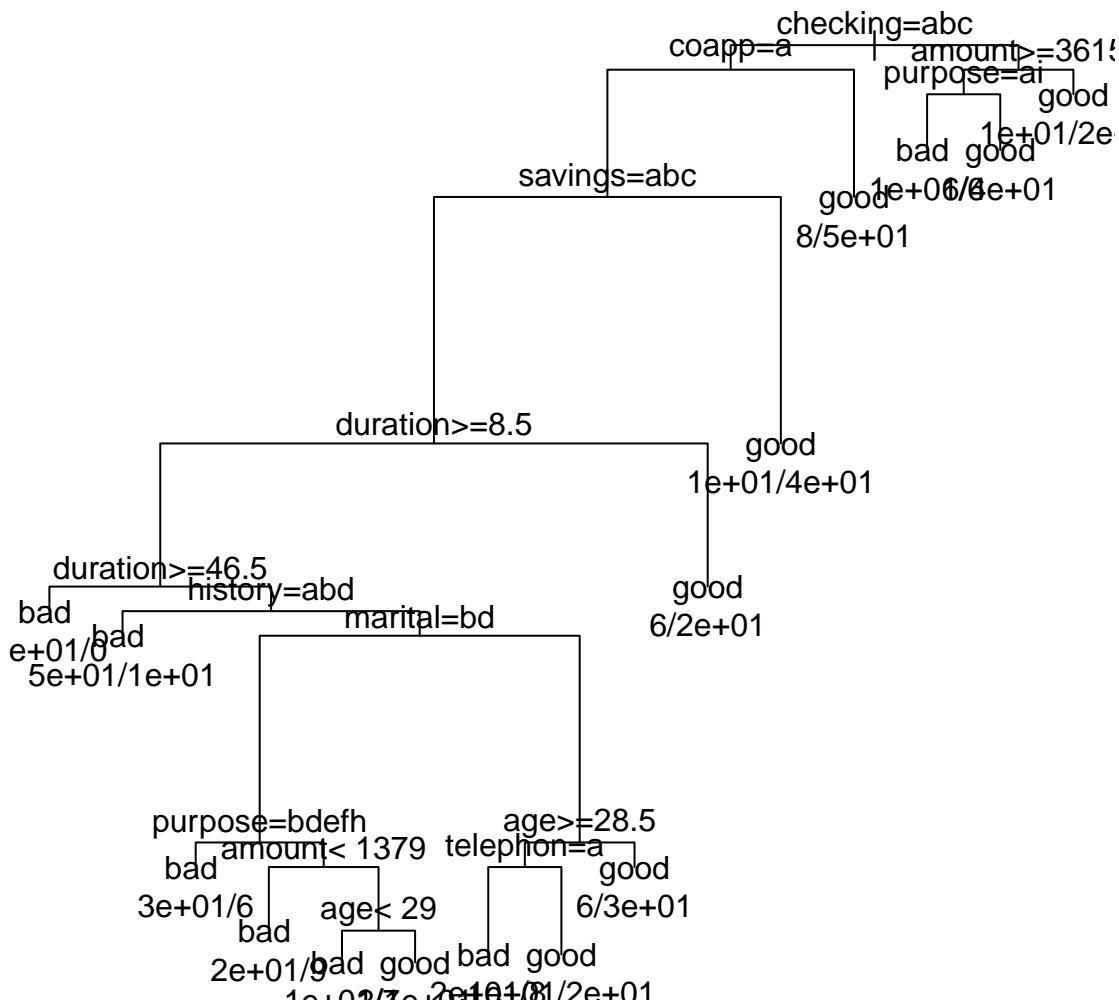 checking=abc
coapp=a
amount>=3615
purpose=ai
good
bad good
savings=abc
good
8/5e+01
duration>=8.5
good
1e+01/4e+01
duration>=46.5
history=abd
good
bad
marital=bd
6/2e+01
bad
e+01/0
5e+01/1e+01
purpose=bdefh
age>=28.5
amount< 1379
telephon=a
bad
good
3e+01/6
6/3e+01
age< 29
bad
2e+01/9
bad good
bad good